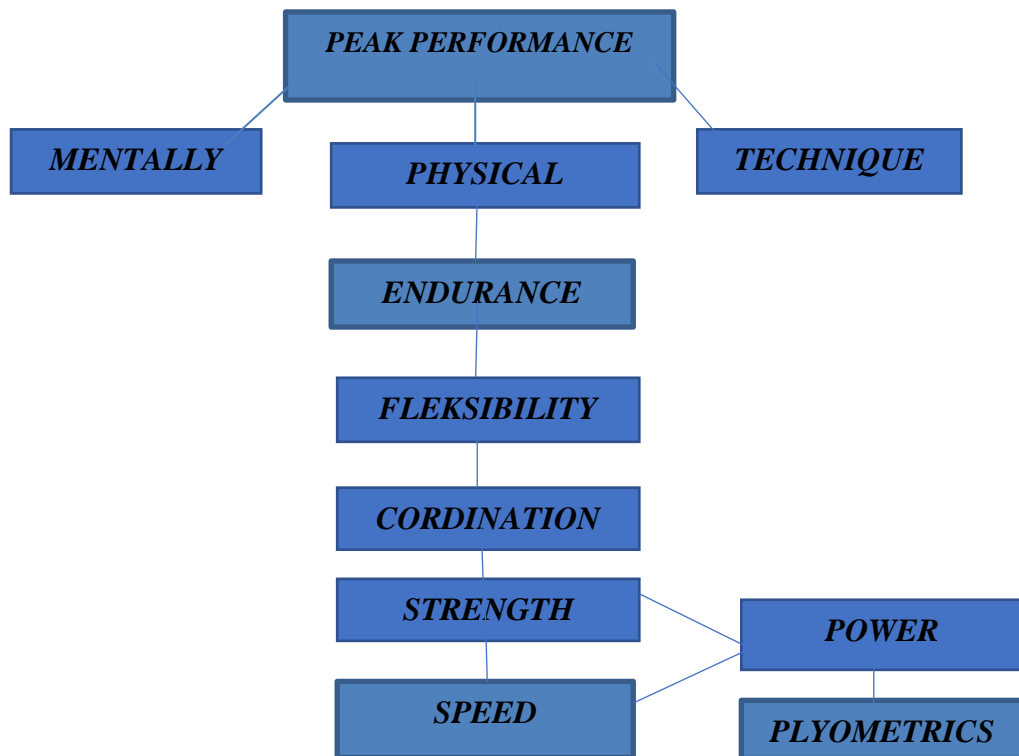 PEAK PERFORMANCE
MENTALLY
PHYSICAL
TECHNIQUE
ENDURANCE
FLEKSIBILITY
CORDINATION
STRENGTH
POWER
SPEED
PLYOMETRICS